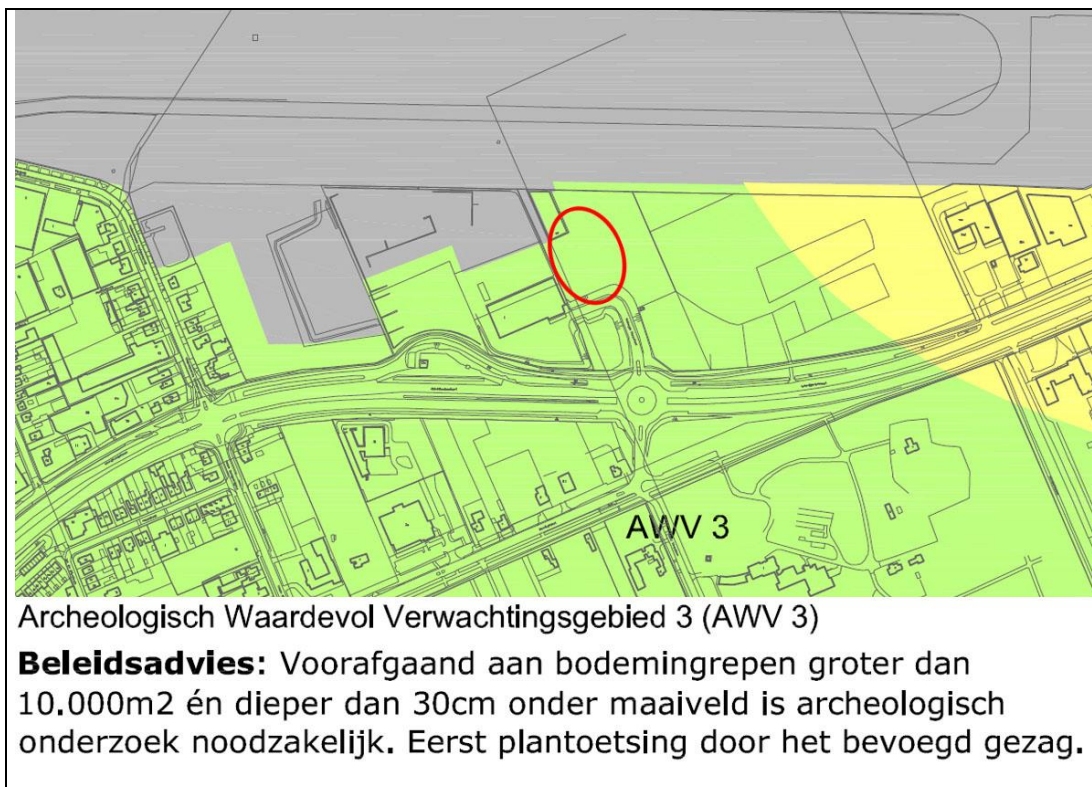 AWV 3
Archeologisch Waardevol Verwachtingsgebied 3 (AWV 3)
Beleidsadvies: Voorafgaand aan bodemingrepen groter dan
10.000m2 én dieper dan 30cm onder maaiveld is archeologisch
onderzoek noodzakelijk. Eerst plantoetsing door het bevoegd gezag.